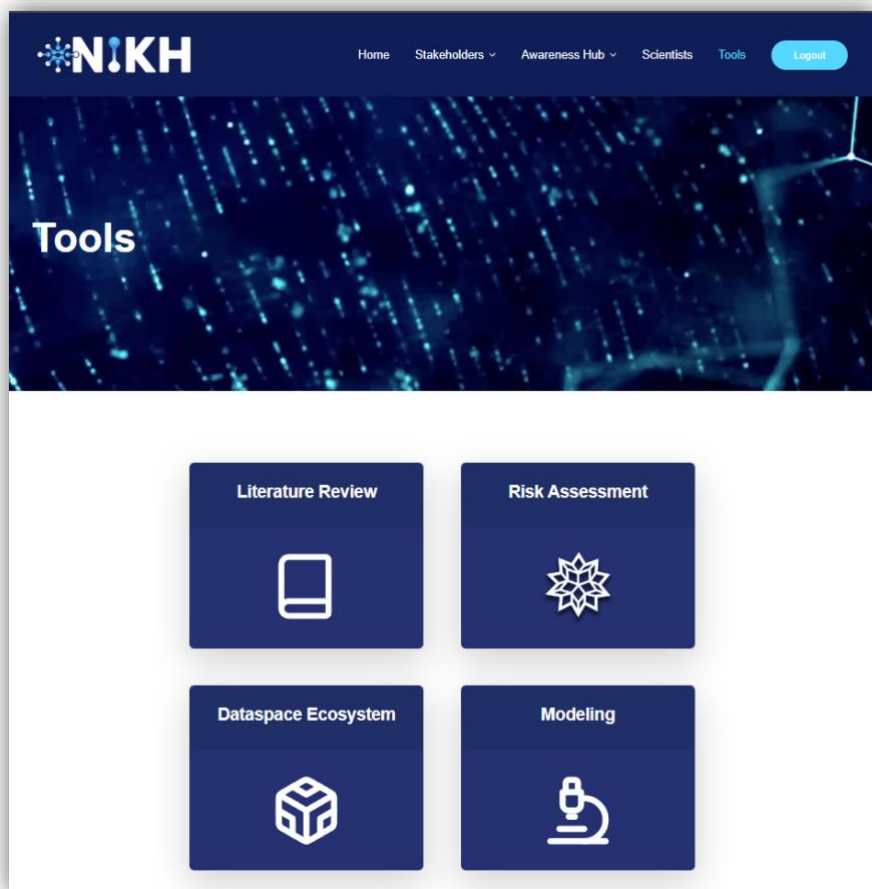 NIKH
Home Stakeholders Awareness Hub Scientists Tools Logout
Tools
Literature Review Risk Assessment
Dataspace Ecosystem Modeling